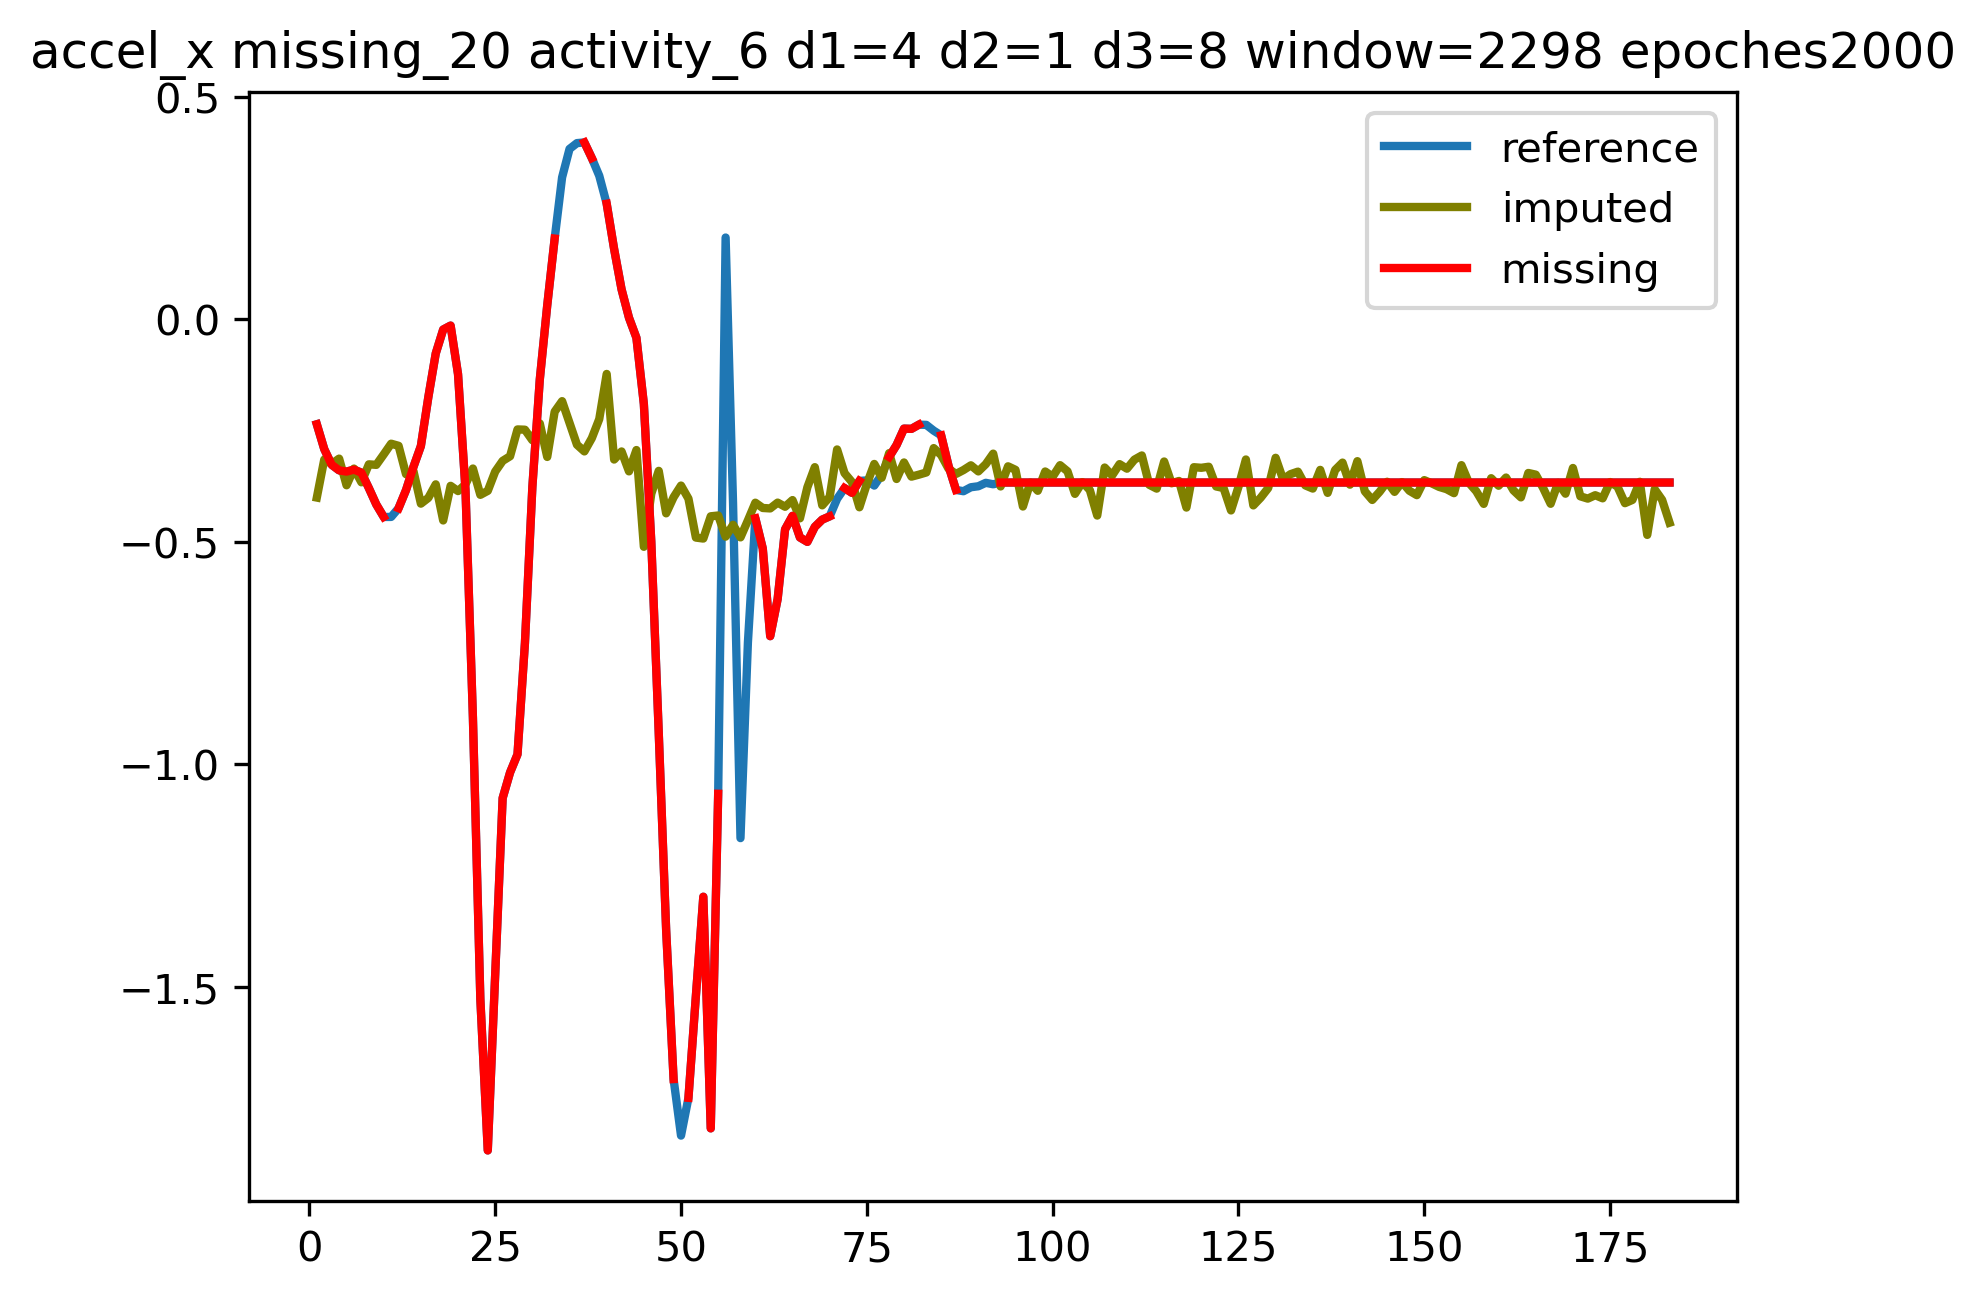 accel_x missing_20 activity_6 d1=4 d2=1 d3=8 window=2298 epoches2000
0.5
0.0
−0.5
−1.0
−1.5
reference
imputed
missing
0 25 50 75 100 125 150 175